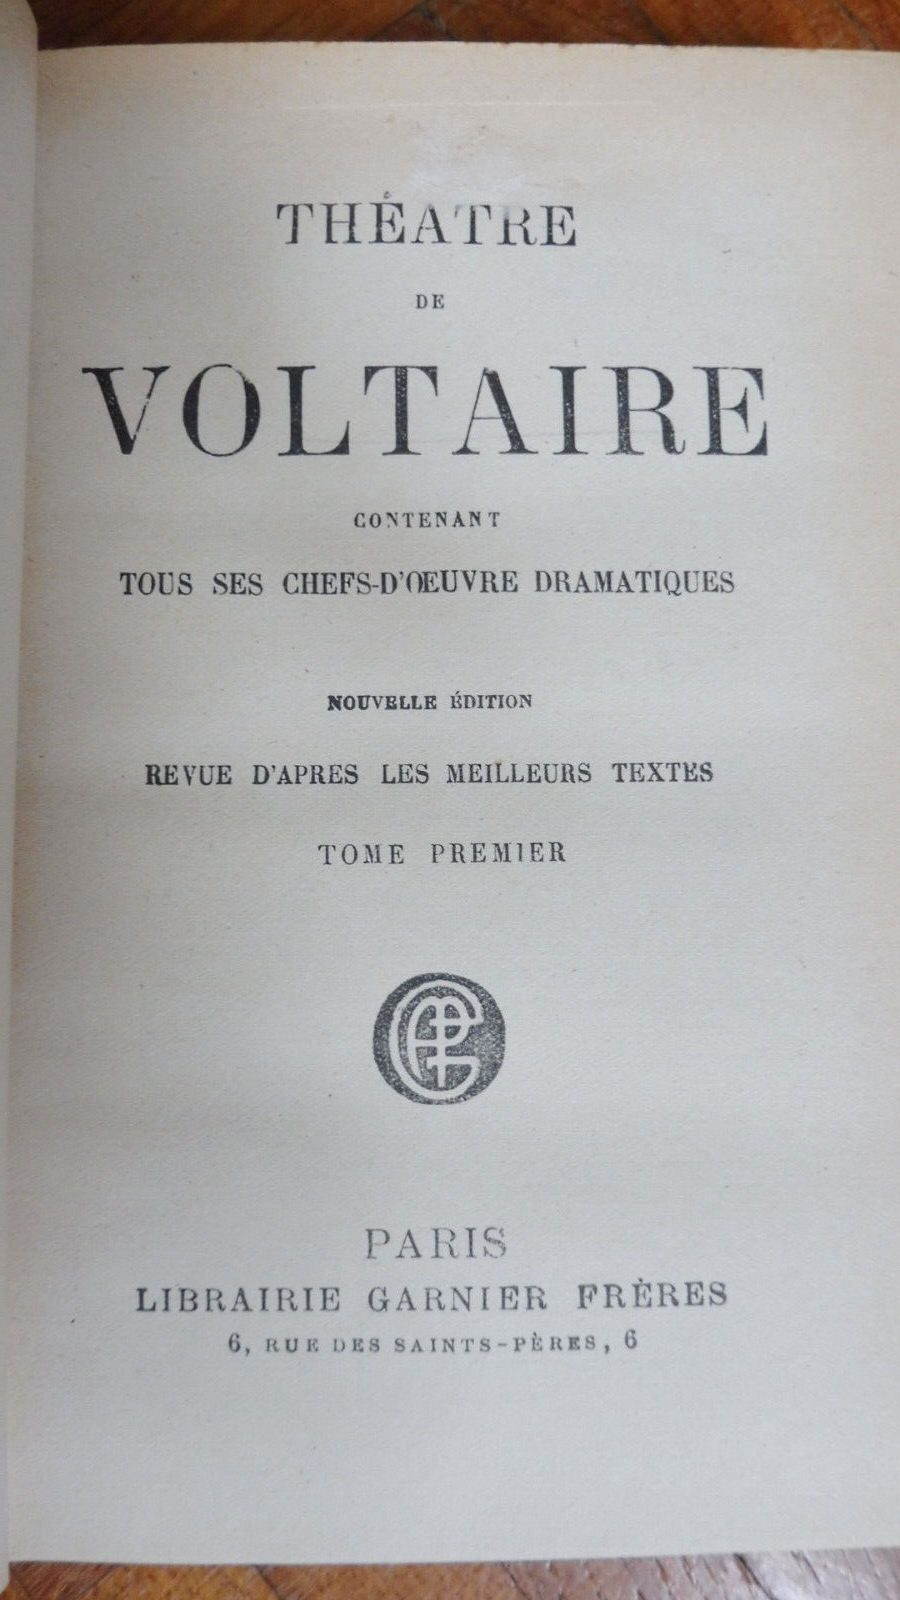 THÉATRE
DE
VOLTAIRE
CONTENANT
TOUS SES CHEFS-D'ŒUVRE DRAMATIQUES
NOUVELLE ÉDITION
REVUE D'APRES LES MEILLEURS TEXTES
TOME PREMIER
PARIS
LIBRAIRIE GARNIER FRÈRES
6, RUE DES SAINTS-PÈRES, 6